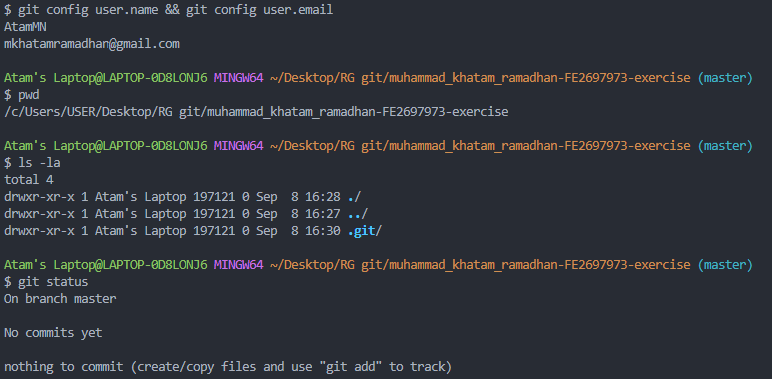 $ git config user.name && git config user.email
AtamMN
mkhatamramadhan@gmail.com
Atam's Laptop@LAPTOP-0D8LONJ6 MINGW64 ~/Desktop/RG git/muhammad_khatam_ramadhan-FE2697973-exercise (master)
$ pwd
/c/Users/USER/Desktop/RG git/muhammad_khatam_ramadhan-FE2697973-exercise
Atam's Laptop@LAPTOP-0D8LONJ6 MINGW64 ~/Desktop/RG git/muhammad_khatam_ramadhan-FE2697973-exercise (master)
$ ls -la
total 4
drwxr-xr-x 1 Atam's Laptop 197121 0 Sep  8 16:28 ./
drwxr-xr-x 1 Atam's Laptop 197121 0 Sep  8 16:27 ../
drwxr-xr-x 1 Atam's Laptop 197121 0 Sep  8 16:30 .git/
Atam's Laptop@LAPTOP-0D8LONJ6 MINGW64 ~/Desktop/RG git/muhammad_khatam_ramadhan-FE2697973-exercise (master)
$ git status
On branch master
No commits yet
nothing to commit (create/copy files and use "git add" to track)